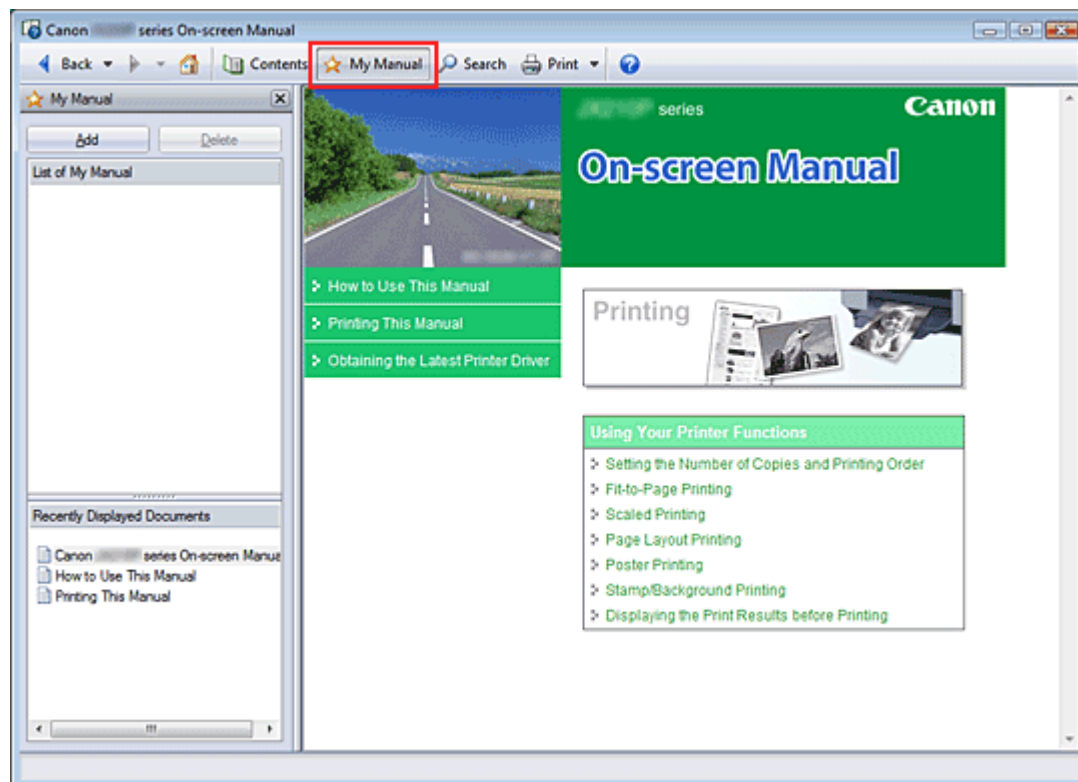 Canon series On-screen Manual
Back Contents My Manual Search Print
My Manual
Add Delete
List of My Manual
Recently Displayed Documents
Canon series On-screen Manua
How to Use This Manual
Printing This Manual
series Canon
On-screen Manual
How to Use This Manual
Printing This Manual
Obtaining the Latest Printer Driver
Printing
Using Your Printer Functions
Setting the Number of Copies and Printing Order
Fit-to-Page Printing
Scaled Printing
Page Layout Printing
Poster Printing
Stamp/Background Printing
Displaying the Print Results before Printing